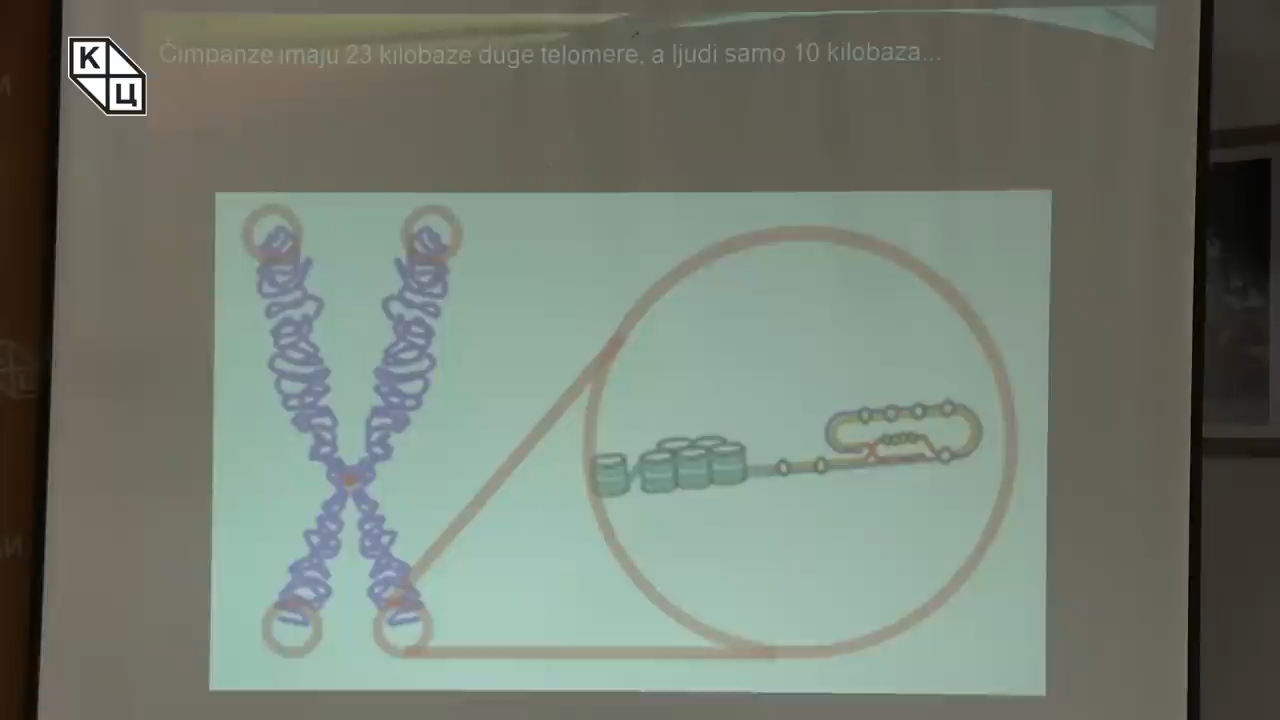 Čimpanze imaju 23 kilobaze duge telomere, a ljudi samo 10 kilobaza...
К
Ц